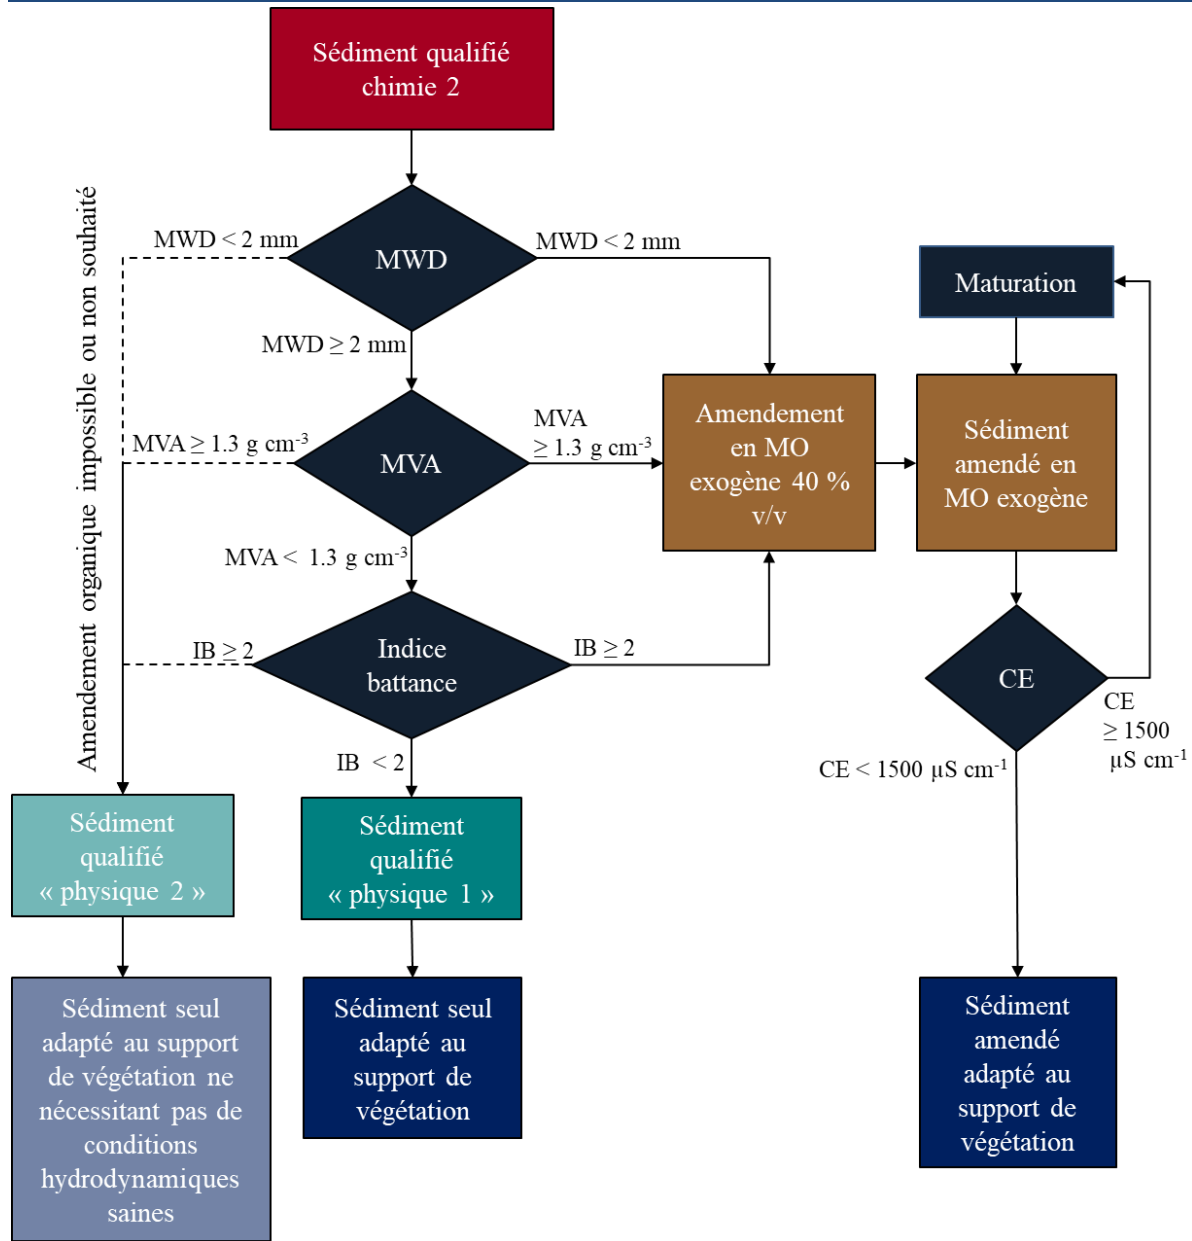 Sédiment qualifié
chimie 2
Amendement organique impossible ou non souhaité
MWD < 2 mm
MWD < 2 mm
MWD
MWD ≥ 2 mm
Maturation
MVA ≥ 1.3 g cm-3
MVA
MVA
≥ 1.3 g cm-3
Amendement
en MO
exogène 40 %
v/v
Sédiment
amendé en
MO exogène
MVA < 1.3 g cm-3
IB ≥ 2
Indice
battance
IB ≥ 2
CE
CE
≥ 1500
µS cm-1
IB < 2
CE < 1500 µS cm-1
Sédiment
qualifié
« physique 2 »
Sédiment
qualifié
« physique 1 »
Sédiment seul
adapté au support
de végétation ne
nécessitant pas de
conditions
hydrodynamiques
saines
Sédiment seul
adapté au
support de
végétation
Sédiment
amendé
adapté au
support de
végétation